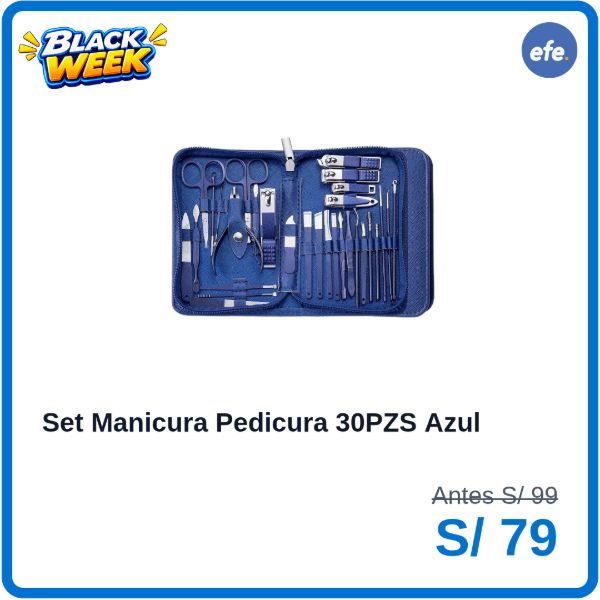 BLACK
WEEK
efe.
Set Manicura Pedicura 30PZS Azul
Antes S/ 99
S/ 79